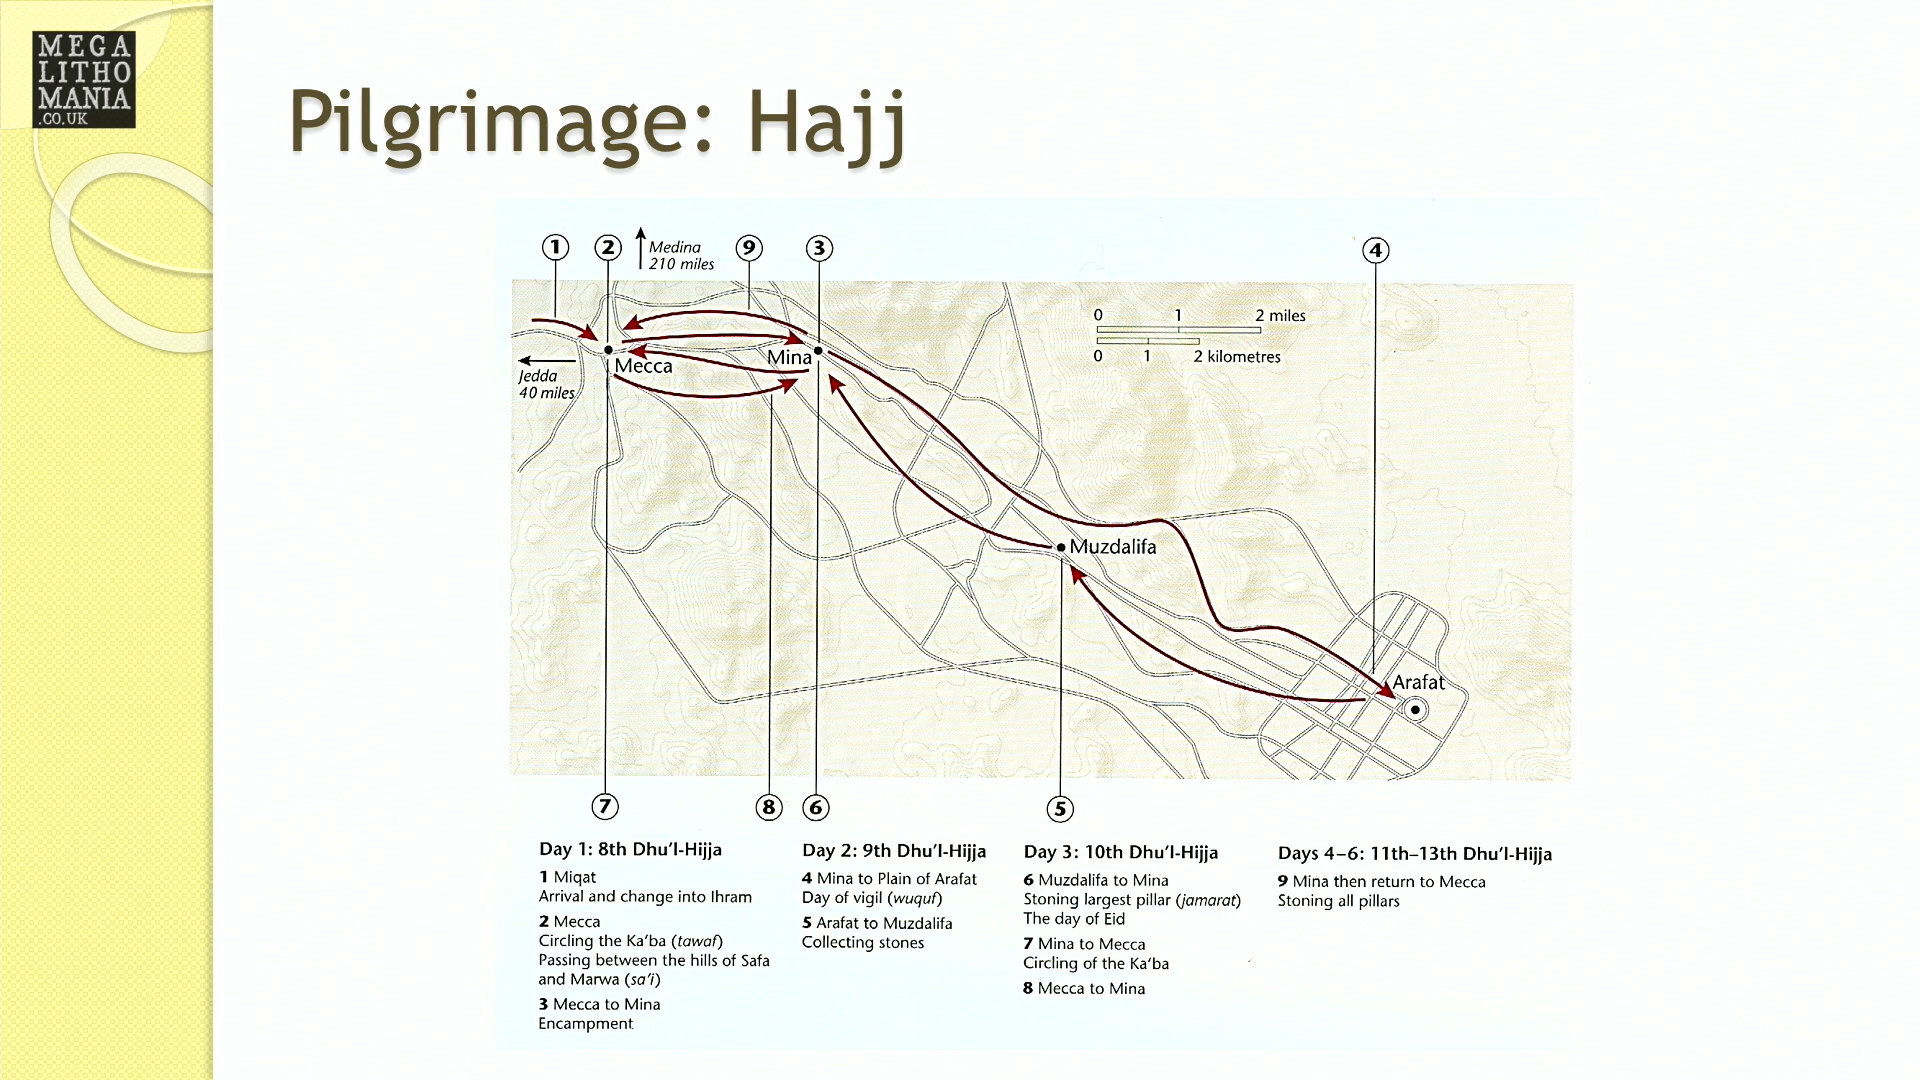 MEGA
LITHO
MANIA
.CO.UK
Pilgrimage: Hajj
1
2
Medina
210 miles
9
3
4
0 1 2 miles
0 1 2 kilometres
Mecca
Mina
Jedda
40 miles
Muzdalifa
Arafat
7
8
6
5
Day 1: 8th Dhu’l-Hijja
1 Miqat
Arrival and change into Ihram
2 Mecca
Circling the Ka’ba (tawaf)
Passing between the hills of Safa
and Marwa (sa’i)
3 Mecca to Mina
Encampment
Day 2: 9th Dhu’l-Hijja
4 Mina to Plain of Arafat
Day of vigil (wuquf)
5 Arafat to Muzdalifa
Collecting stones
Day 3: 10th Dhu’l-Hijja
6 Muzdalifa to Mina
Stoning largest pillar (jamarat)
The day of Eid
7 Mina to Mecca
Circling of the Ka’ba
8 Mecca to Mina
Days 4–6: 11th–13th Dhu’l-Hijja
9 Mina then return to Mecca
Stoning all pillars